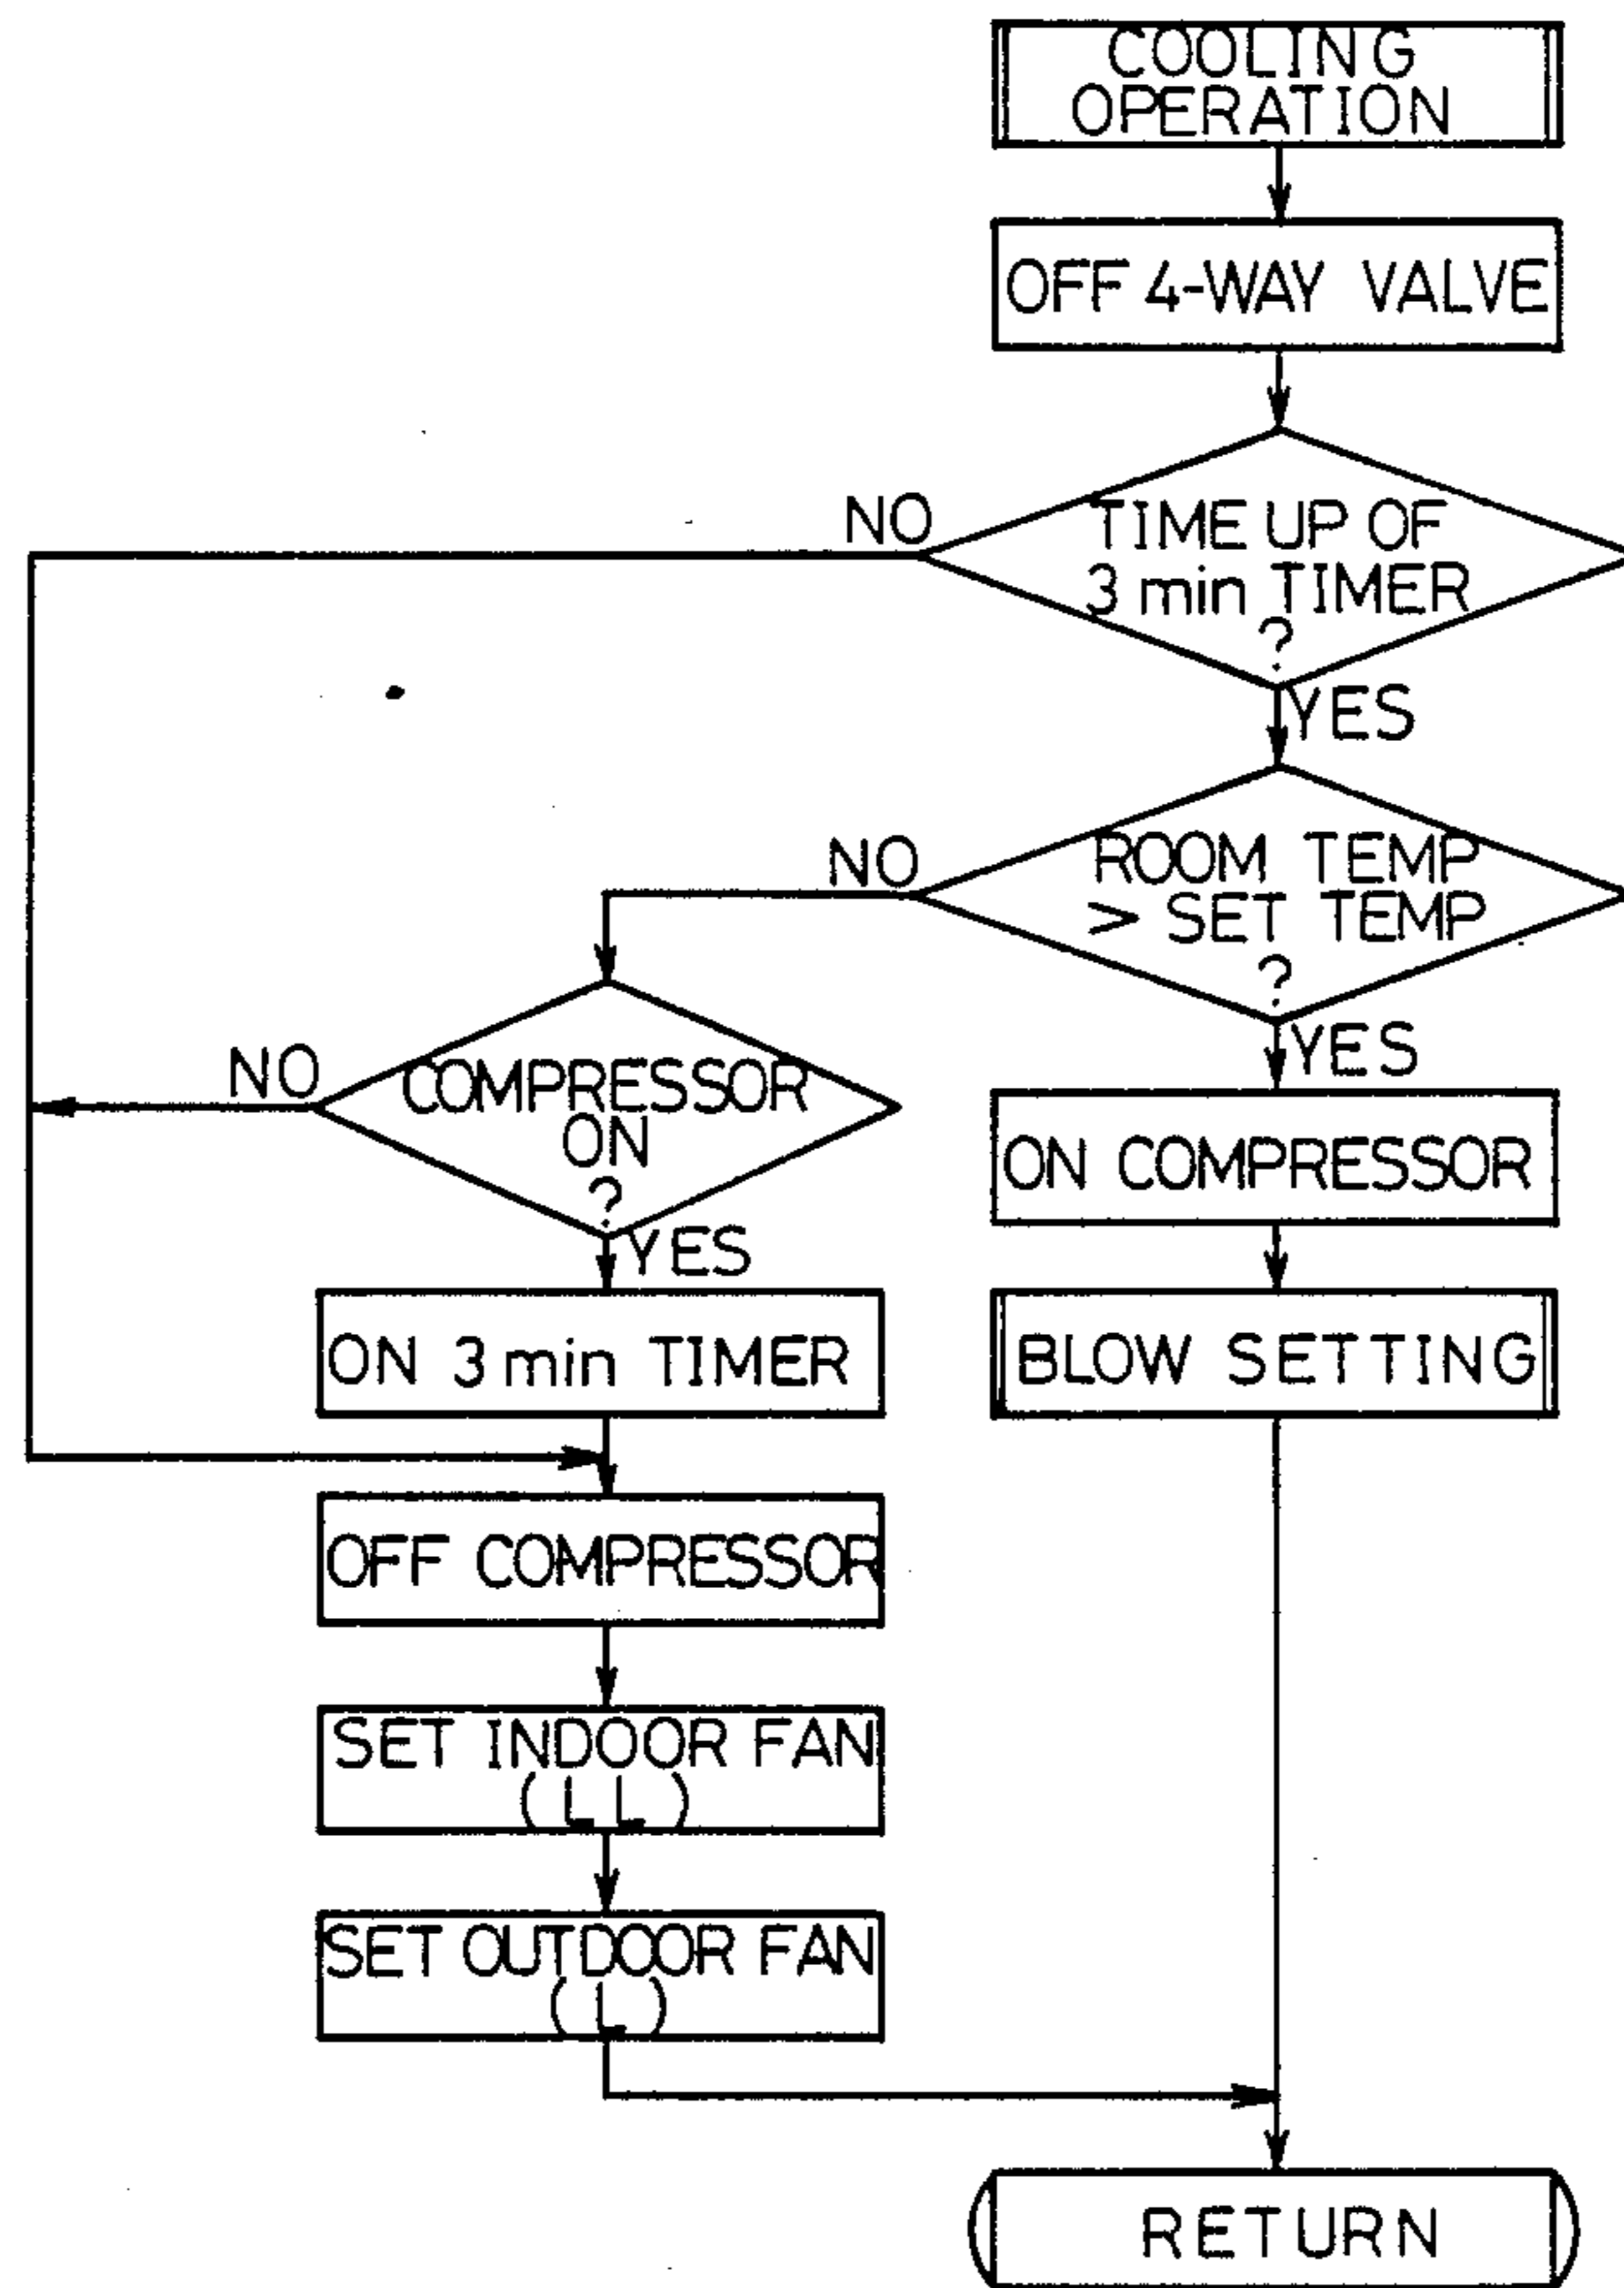 COOLING
OPERATION
OFF 4-WAY VALVE
NO
TIME UP OF
3 min TIMER
?
YES
NO
ROOM TEMP
> SET TEMP
?
YES
NO
COMPRESSOR
ON
?
YES
ON COMPRESSOR
ON 3 min TIMER
BLOW SETTING
OFF COMPRESSOR
SET INDOOR FAN
(LL)
SET OUTDOOR FAN
(L)
RETURN